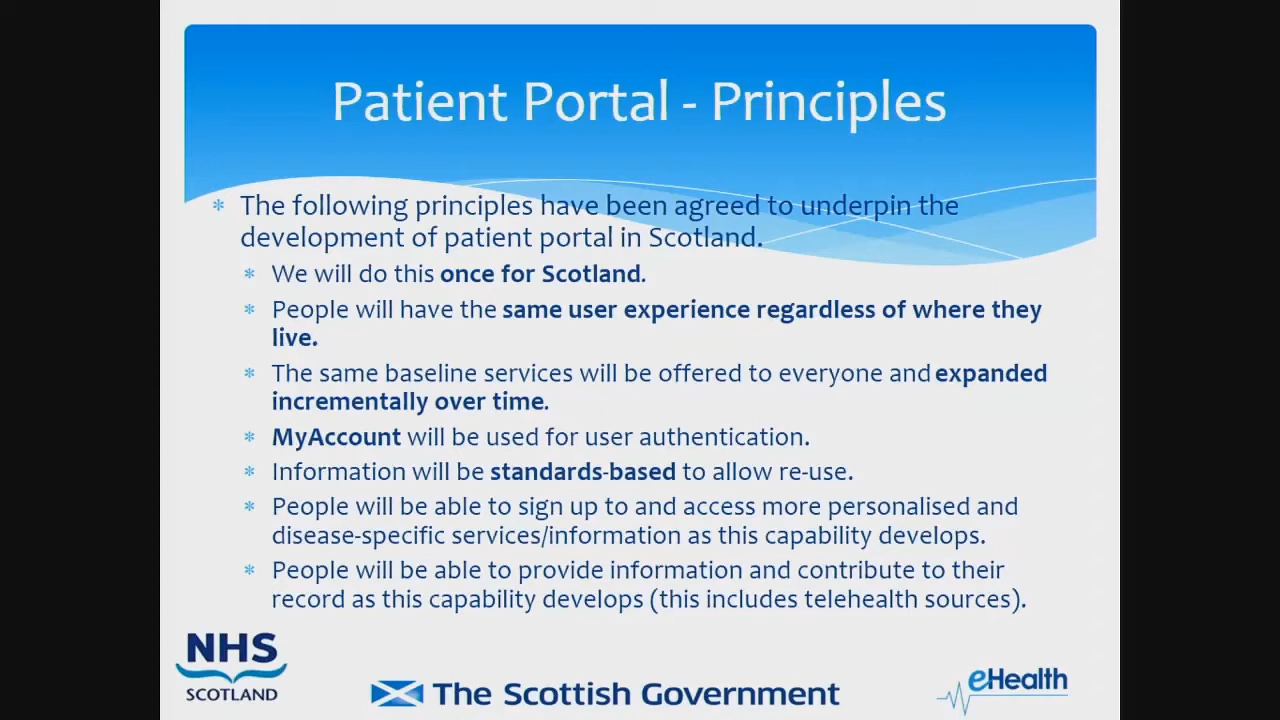 Patient Portal - Principles
* The following principles have been agreed to underpin the
development of patient portal in Scotland.
* We will do this once for Scotland.
* People will have the same user experience regardless of where they
live.
* The same baseline services will be offered to everyone and expanded
incrementally over time.
* MyAccount will be used for user authentication.
* Information will be standards-based to allow re-use.
* People will be able to sign up to and access more personalised and
disease-specific services/information as this capability develops.
* People will be able to provide information and contribute to their
record as this capability develops (this includes telehealth sources).
NHS
SCOTLAND
The Scottish Government
eHealth